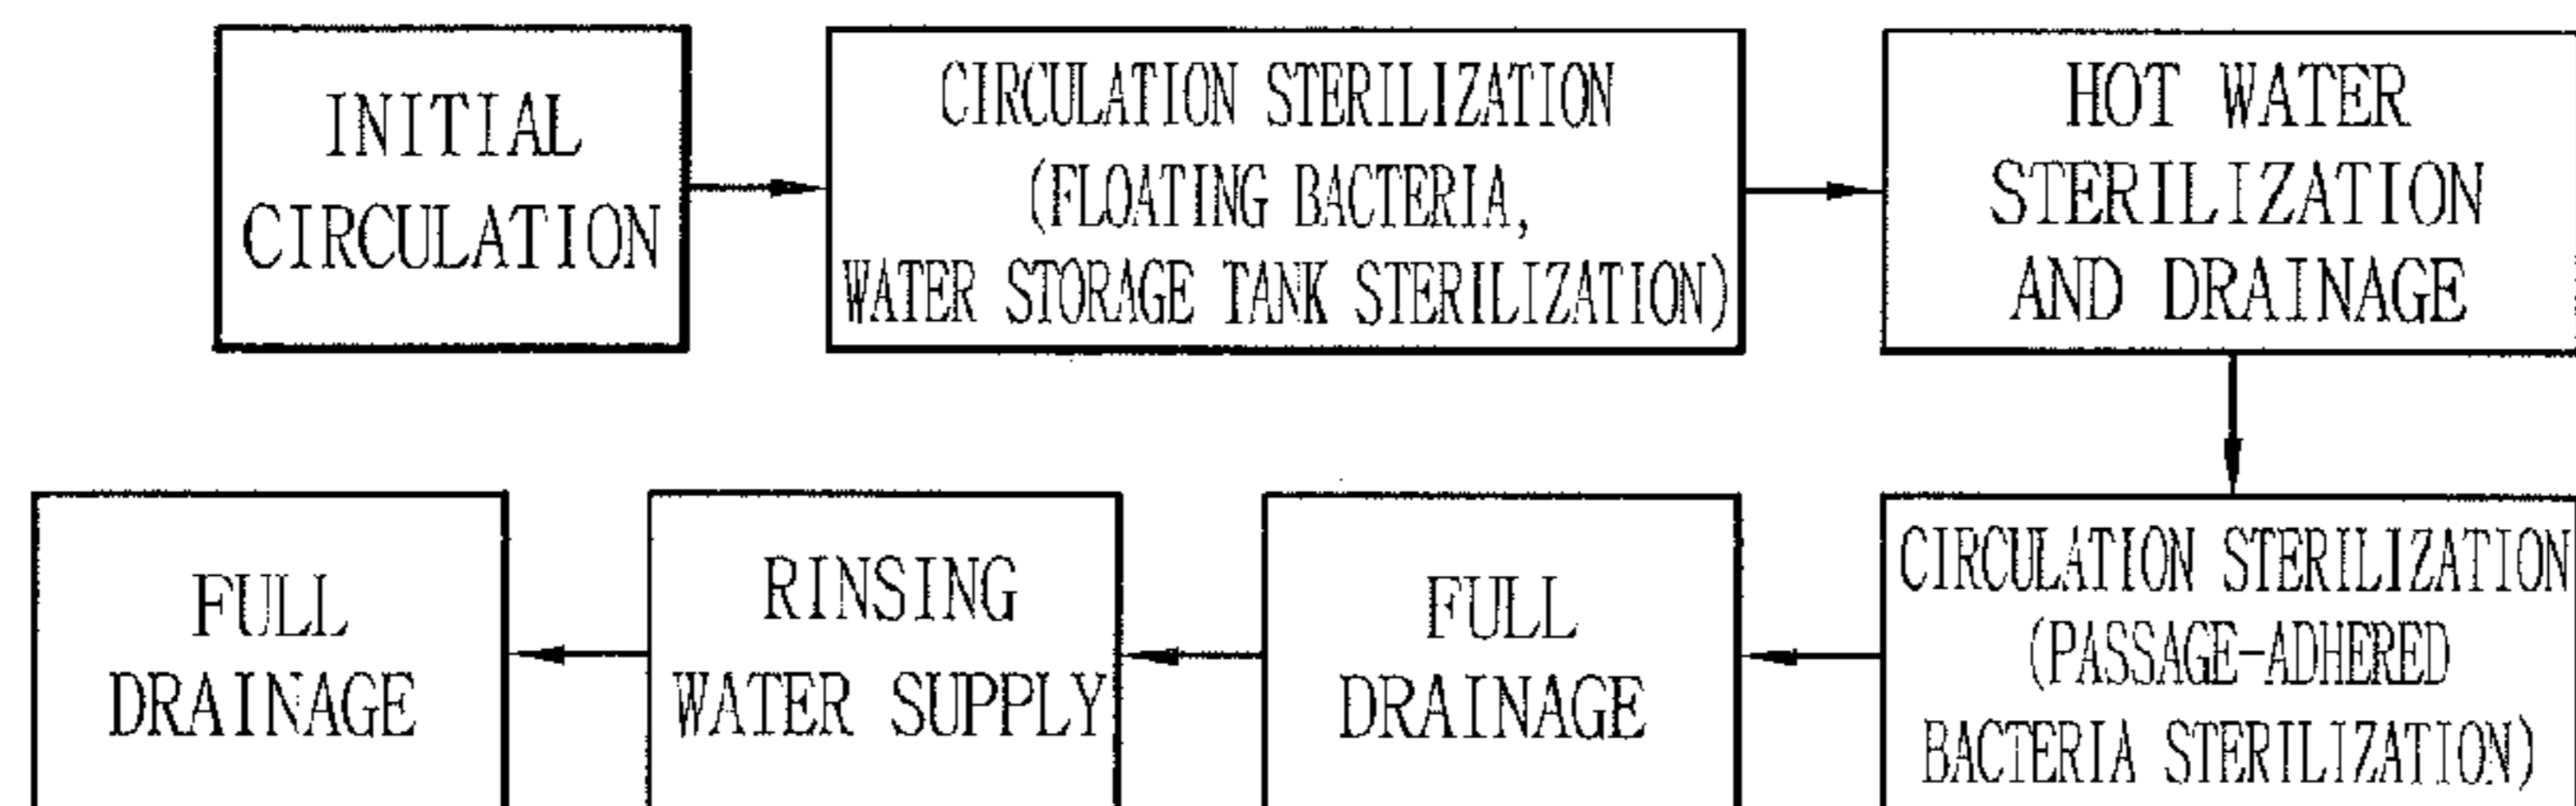 INITIAL
CIRCULATION
CIRCULATION STERILIZATION
(FLOATING BACTERIA,
WATER STORAGE TANK STERILIZATION)
HOT WATER
STERILIZATION
AND DRAINAGE
CIRCULATION STERILIZATION
(PASSAGE-ADHERED
BACTERIA STERILIZATION)
FULL
DRAINAGE
RINSING
WATER SUPPLY
FULL
DRAINAGE